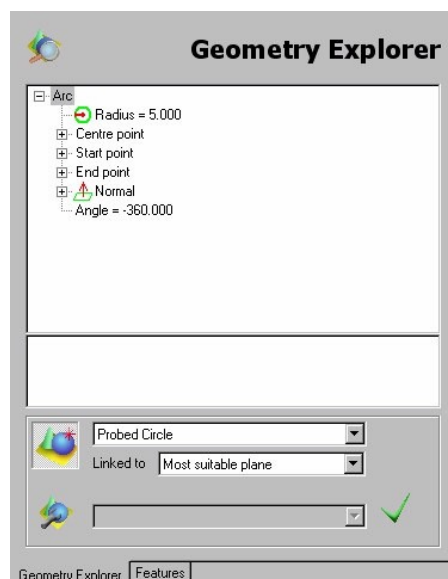 Geometry Explorer
Arc
Radius = 5.000
Centre point
Start point
End point
Normal
Angle = -360.000
Probed Circle
Linked to Most suitable plane
Geometry Explorer Features